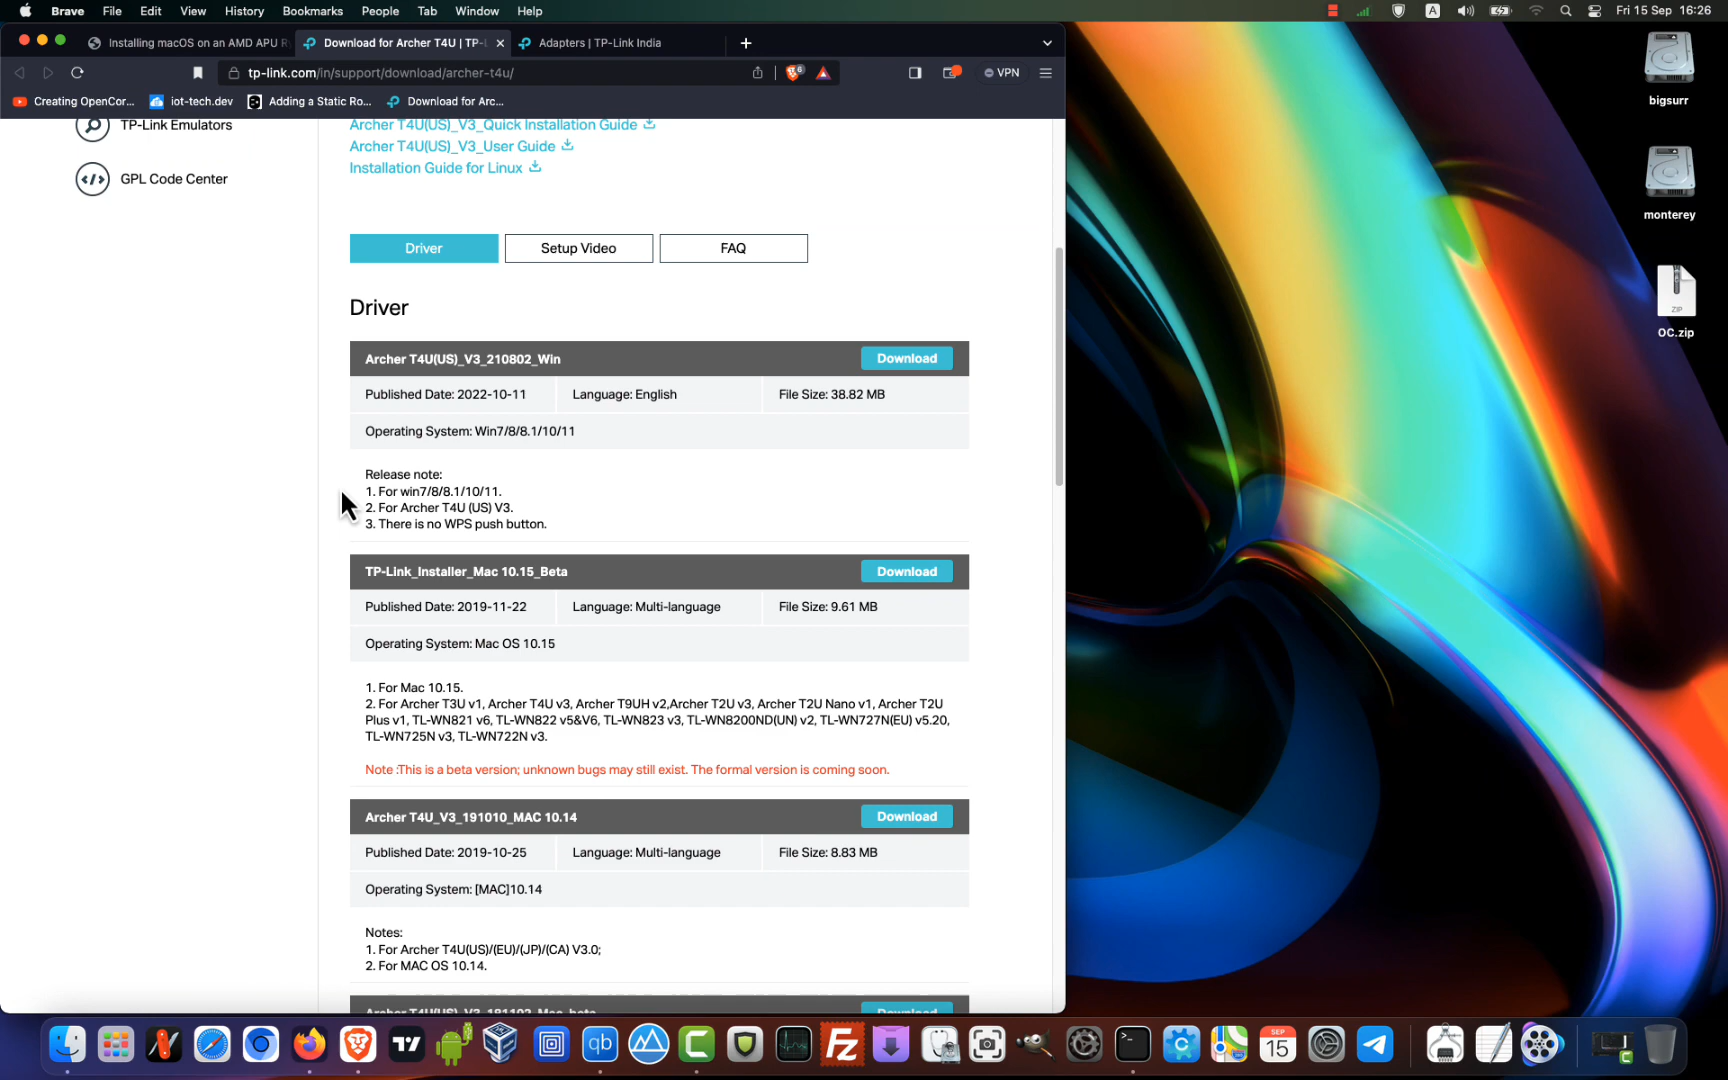 Brave File Edit View History Bookmarks People Tab Window Help A Fri 15 Sep 16:26
Installing macOS on an AMD APU Ry Download for Archer T4U | TP-L Adapters | TP-Link India
tp-link.com/in/support/download/archer-t4u/ 6 VPN
Creating OpenCor... iot-tech.dev Adding a Static Ro... Download for Arc...
TP-Link Emulators
GPL Code Center
Archer T4U(US)_V3_Quick Installation Guide
Archer T4U(US)_V3_User Guide
Installation Guide for Linux
Driver Setup Video FAQ
Driver
Archer T4U(US)_V3_210802_Win Download
Published Date: 2022-10-11 Language: English File Size: 38.82 MB
Operating System: Win7/8/8.1/10/11
Release note:
1. For win7/8/8.1/10/11.
2. For Archer T4U (US) V3.
3. There is no WPS push button.
TP-Link_Installer_Mac 10.15_Beta Download
Published Date: 2019-11-22 Language: Multi-language File Size: 9.61 MB
Operating System: Mac OS 10.15
1. For Mac 10.15.
2. For Archer T3U v1, Archer T4U v3, Archer T9UH v2,Archer T2U v3, Archer T2U Nano v1, Archer T2U
Plus v1, TL-WN821 v6, TL-WN822 v5&V6, TL-WN823 v3, TL-WN8200ND(UN) v2, TL-WN727N(EU) v5.20,
TL-WN725N v3, TL-WN722N v3.
Note :This is a beta version; unknown bugs may still exist. The formal version is coming soon.
Archer T4U_V3_191010_MAC 10.14 Download
Published Date: 2019-10-25 Language: Multi-language File Size: 8.83 MB
Operating System: [MAC]10.14
Notes:
1. For Archer T4U(US)/(EU)/(JP)/(CA) V3.0;
2. For MAC OS 10.14.
Archer T4U(US)_V3_181102_Mac_beta Download
bigsurr
monterey
ZIP
OC.zip
qb
FZ
SEP
15